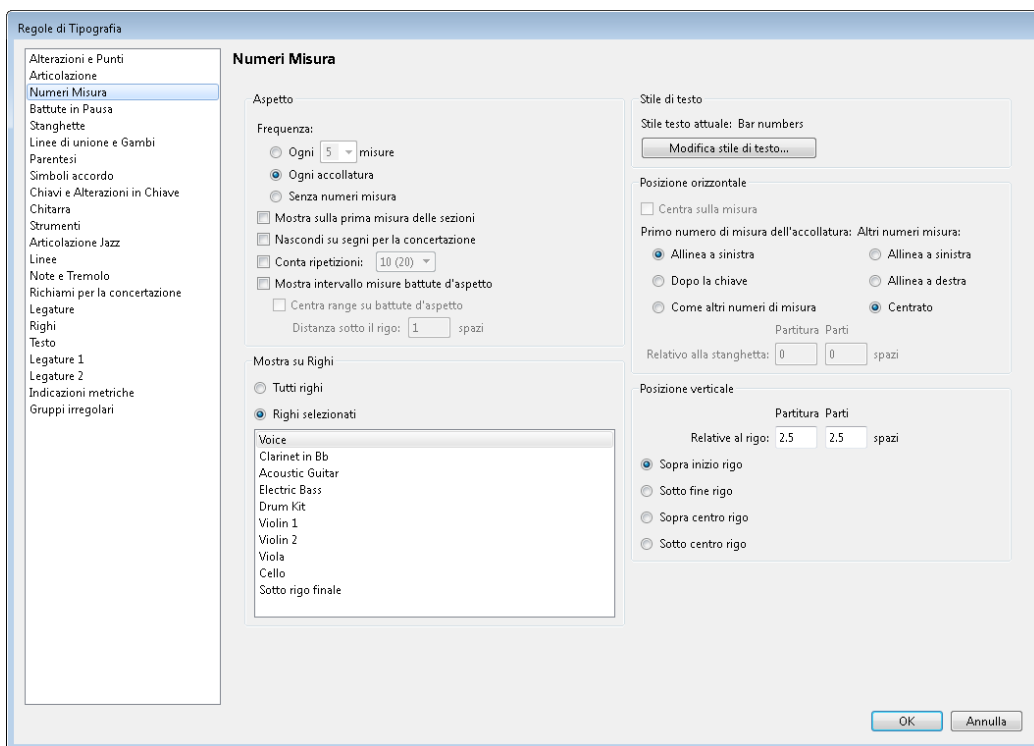 Regole di Tipografia
Alterazioni e Punti
Articolazione
Numeri Misura
Battute in Pausa
Stanghette
Linee di unione e Gambi
Parentesi
Simboli accordo
Chiavi e Alterazioni in Chiave
Chitarra
Strumenti
Articolazione Jazz
Linee
Note e Tremolo
Richiami per la concertazione
Legature
Righi
Testo
Legature 1
Legature 2
Indicazioni metriche
Gruppi irregolari
Numeri Misura
Aspetto
Frequenza:
Ogni 5 misure
Ogni accollatura
Senza numeri misura
Mostra sulla prima misura delle sezioni
Nascondi su segni per la concertazione
Conta ripetizioni: 10 (20)
Mostra intervallo misure battute d'aspetto
Centra range su battute d'aspetto
Distanza sotto il rigo: 1 spazi
Mostra su Righi
Tutti righi
Righi selezionati
Voice
Clarinet in Bb
Acoustic Guitar
Electric Bass
Drum Kit
Violin 1
Violin 2
Viola
Cello
Sotto rigo finale
Stile di testo
Stile testo attuale: Bar numbers
Modifica stile di testo...
Posizione orizzontale
Centra sulla misura
Primo numero di misura dell'accollatura: Altri numeri misura:
Allinea a sinistra Allinea a sinistra
Dopo la chiave Allinea a destra
Come altri numeri di misura Centrato
Partitura Parti
Relativo alla stanghetta: 0 0 spazi
Posizione verticale
Partitura Parti
Relative al rigo: 2.5 2.5 spazi
Sopra inizio rigo
Sotto fine rigo
Sopra centro rigo
Sotto centro rigo
OK Annulla